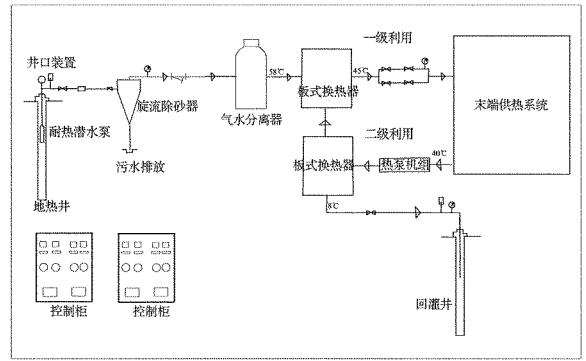 井口装置
一级利用
58℃
45℃
板式换热器
旋流除砂器
气水分离器
末端供热系统
耐热潜水泵
二级利用
40℃
污水排放
板式换热器
热泵机组
地热井
8℃
控制柜
控制柜
回灌井